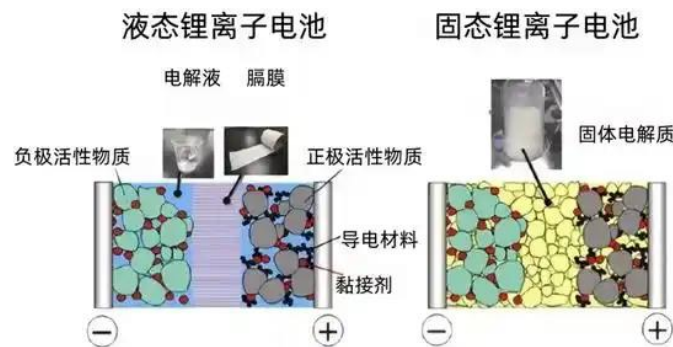 液态锂离子电池
固态锂离子电池
电解液
膈膜
固体电解质
负极活性物质
正极活性物质
导电材料
黏接剂
−
+
−
+